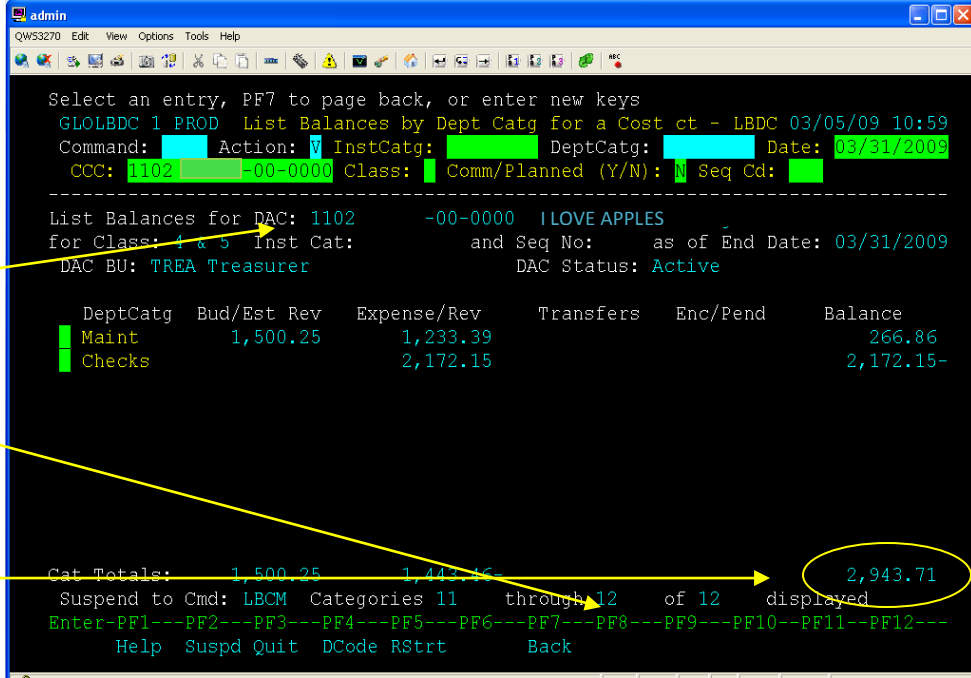 admin
QWS3270 Edit View Options Tools Help
ABC
Select an entry, PF7 to page back, or enter new keys
GLOLBDC 1 PROD List Balances by Dept Catg for a Cost ct - LBDC 03/05/09 10:59
Command: Action: V InstCatg: DeptCatg: Date: 03/31/2009
CCC: 1102 -00-0000 Class: Comm/Planned (Y/N): N Seq Cd:
--------------------------------------------------------------------------------
List Balances for DAC: 1102 -00-0000 I LOVE APPLES
for Class: 4 & 5 Inst Cat: and Seq No: as of End Date: 03/31/2009
DAC BU: TREA Treasurer DAC Status: Active
DeptCatg Bud/Est Rev Expense/Rev Transfers Enc/Pend Balance
Maint 1,500.25 1,233.39 266.86
Checks 2,172.15 2,172.15-
Cat Totals: 1,500.25 1,443.46- 2,943.71
Suspend to Cmd: LBCM Categories 11 through 12 of 12 displayed
Enter-PF1---PF2---PF3---PF4---PF5---PF6---PF7---PF8---PF9---PF10--PF11--PF12---
Help Suspd Quit DCode RStrt Back